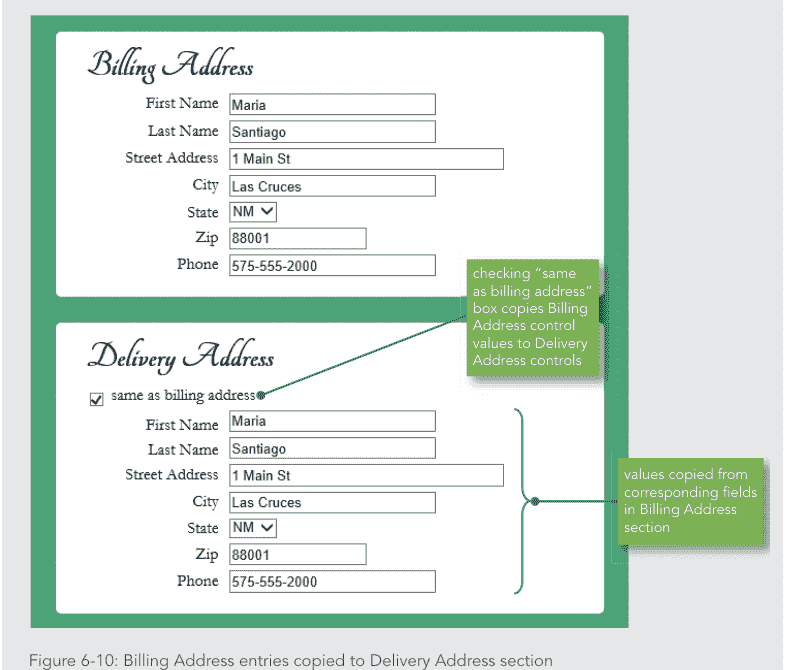 Billing Address
First Name Maria
Last Name Santiago
Street Address 1 Main St
City Las Cruces
State NM
Zip 88001
Phone 575-555-2000
checking “same
as billing address”
box copies Billing
Address control
values to Delivery
Address controls
Delivery Address
same as billing address
First Name Maria
Last Name Santiago
Street Address 1 Main St
City Las Cruces
State NM
Zip 88001
Phone 575-555-2000
values copied from
corresponding fields
in Billing Address
section
Figure 6-10: Billing Address entries copied to Delivery Address section